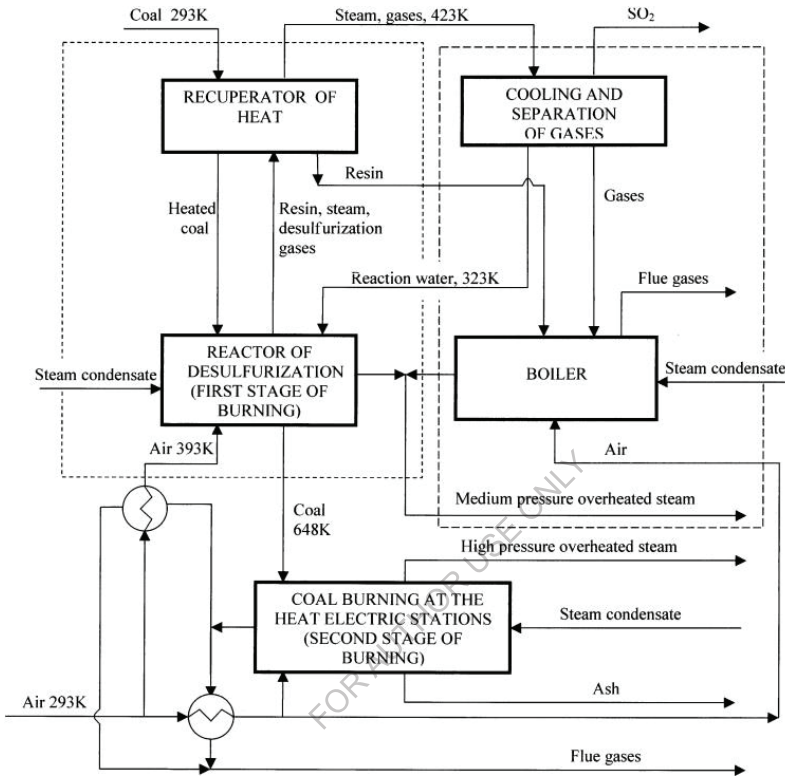 Coal 293K
Steam, gases, 423K
SO2
RECUPERATOR OF
HEAT
COOLING AND
SEPARATION
OF GASES
Resin
Gases
Heated
coal
Resin, steam,
desulfurization
gases
Reaction water, 323K
Flue gases
REACTOR OF
DESULFURIZATION
(FIRST STAGE OF
BURNING)
BOILER
Steam condensate
Steam condensate
Air 393K
Air
Coal
648K
Medium pressure overheated steam
High pressure overheated steam
COAL BURNING AT THE
HEAT ELECTRIC STATIONS
(SECOND STAGE OF
BURNING)
Steam condensate
Ash
Air 293K
Flue gases
FOR AUTHOR USE ONLY